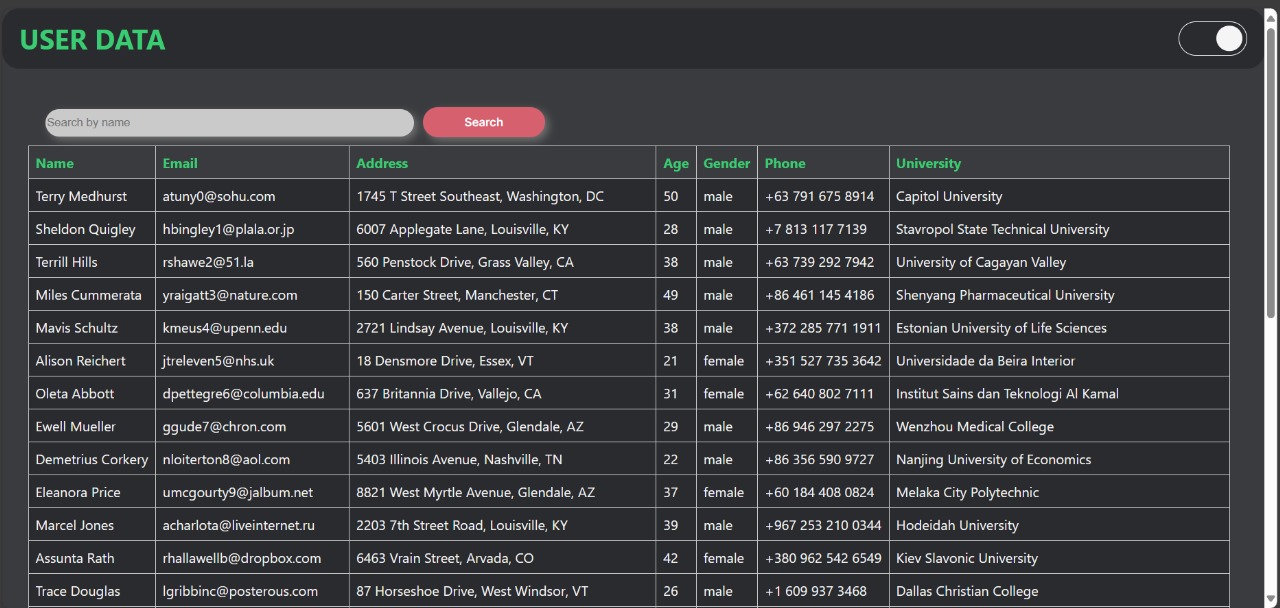 USER DATA
Search by name Search
Name Email Address Age Gender Phone University
Terry Medhurst atuny0@sohu.com 1745 T Street Southeast, Washington, DC 50 male +63 791 675 8914 Capitol University
Sheldon Quigley hbingley1@plala.or.jp 6007 Applegate Lane, Louisville, KY 28 male +7 813 117 7139 Stavropol State Technical University
Terrill Hills rshawe2@51.la 560 Penstock Drive, Grass Valley, CA 38 male +63 739 292 7942 University of Cagayan Valley
Miles Cummerata yraigatt3@nature.com 150 Carter Street, Manchester, CT 49 male +86 461 145 4186 Shenyang Pharmaceutical University
Mavis Schultz kmeus4@upenn.edu 2721 Lindsay Avenue, Louisville, KY 38 male +372 285 771 1911 Estonian University of Life Sciences
Alison Reichert jtreleven5@nhs.uk 18 Densmore Drive, Essex, VT 21 female +351 527 735 3642 Universidade da Beira Interior
Oleta Abbott dpettegre6@columbia.edu 637 Britannia Drive, Vallejo, CA 31 female +62 640 802 7111 Institut Sains dan Teknologi Al Kamal
Ewell Mueller ggude7@chron.com 5601 West Crocus Drive, Glendale, AZ 29 male +86 946 297 2275 Wenzhou Medical College
Demetrius Corkery nloiterton8@aol.com 5403 Illinois Avenue, Nashville, TN 22 male +86 356 590 9727 Nanjing University of Economics
Eleanora Price umcgourty9@jalbum.net 8821 West Myrtle Avenue, Glendale, AZ 37 female +60 184 408 0824 Melaka City Polytechnic
Marcel Jones acharlota@liveinternet.ru 2203 7th Street Road, Louisville, KY 39 male +967 253 210 0344 Hodeidah University
Assunta Rath rhallawellb@dropbox.com 6463 Vrain Street, Arvada, CO 42 female +380 962 542 6549 Kiev Slavonic University
Trace Douglas lgribbinc@posterous.com 87 Horseshoe Drive, West Windsor, VT 26 male +1 609 937 3468 Dallas Christian College